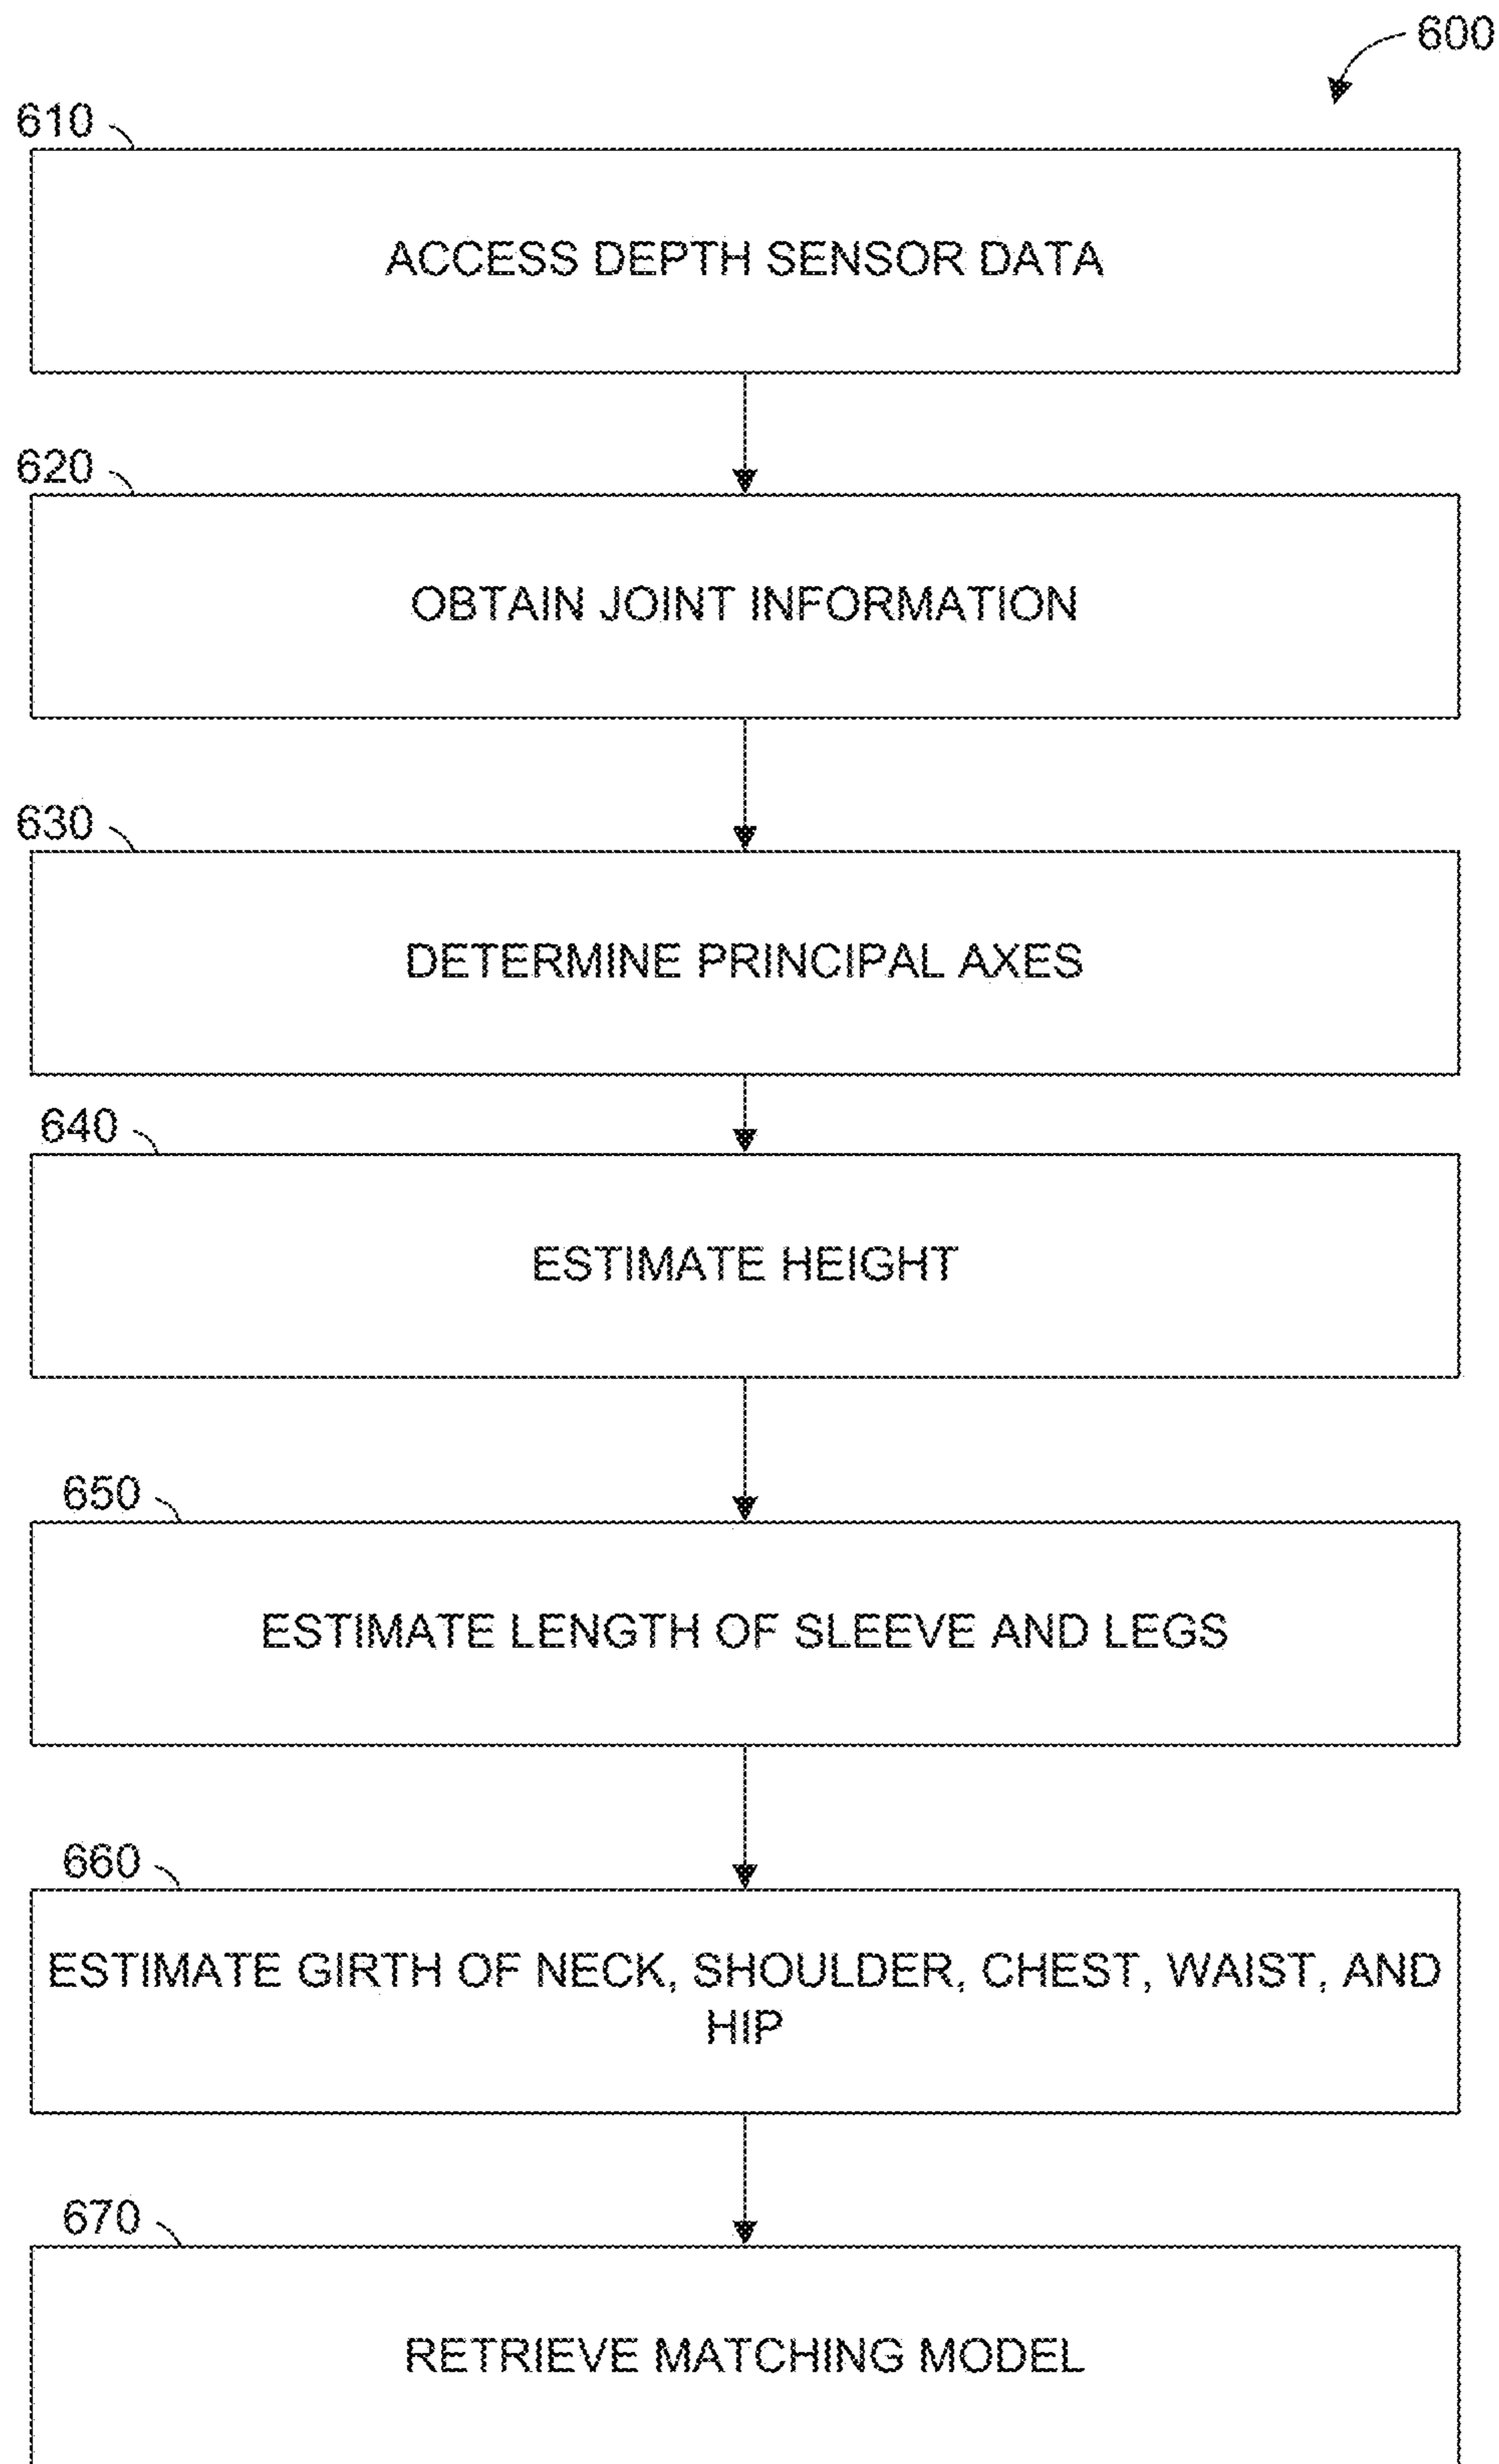 600
610
ACCESS DEPTH SENSOR DATA
620
OBTAIN JOINT INFORMATION
630
DETERMINE PRINCIPAL AXES
640
ESTIMATE HEIGHT
650
ESTIMATE LENGTH OF SLEEVE AND LEGS
660
ESTIMATE GIRTH OF NECK, SHOULDER, CHEST, WAIST, AND
HIP
670
RETRIEVE MATCHING MODEL